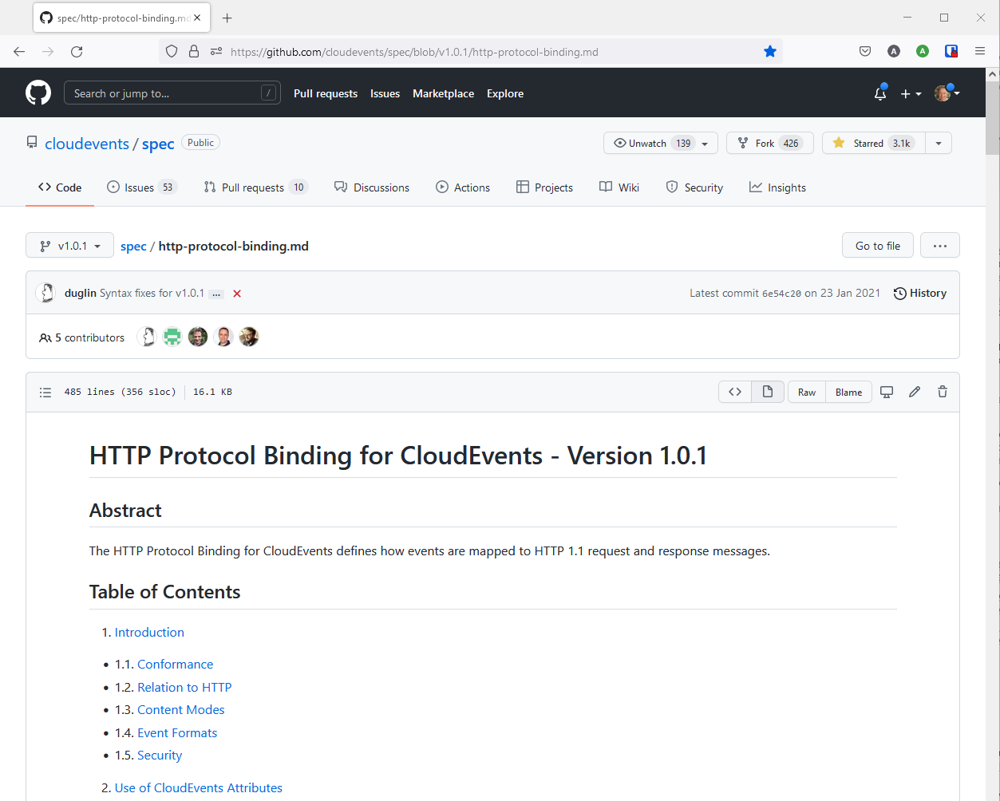 spec/http-protocol-binding.md
https://github.com/cloudevents/spec/blob/v1.0.1/http-protocol-binding.md
A
A
Search or jump to...
/
Pull requests
Issues
Marketplace
Explore
cloudevents / spec
Public
Unwatch 139
Fork 426
Starred 3.1k
Code
Issues 53
Pull requests 10
Discussions
Actions
Projects
Wiki
Security
Insights
v1.0.1
spec / http-protocol-binding.md
Go to file
...
duglin Syntax fixes for v1.0.1 ...
Latest commit 6e54c20 on 23 Jan 2021
History
5 contributors
485 lines (356 sloc)
16.1 KB
Raw
Blame
HTTP Protocol Binding for CloudEvents - Version 1.0.1
Abstract
The HTTP Protocol Binding for CloudEvents defines how events are mapped to HTTP 1.1 request and response messages.
Table of Contents
1. Introduction
• 1.1. Conformance
• 1.2. Relation to HTTP
• 1.3. Content Modes
• 1.4. Event Formats
• 1.5. Security
2. Use of CloudEvents Attributes